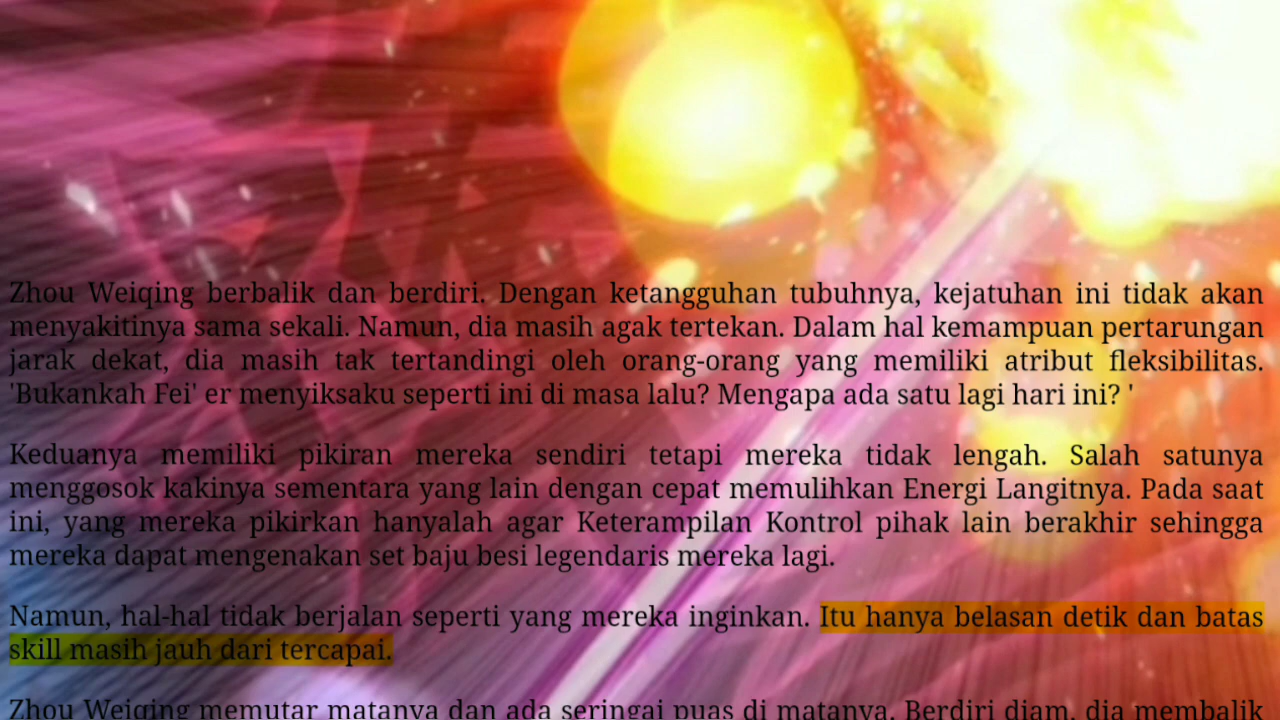 Zhou Weiqing berbalik dan berdiri. Dengan ketangguhan tubuhnya, kejatuhan ini tidak akan
menyakitinya sama sekali. Namun, dia masih agak tertekan. Dalam hal kemampuan pertarungan
jarak dekat, dia masih tak tertandingi oleh orang-orang yang memiliki atribut fleksibilitas.
'Bukankah Fei' er menyiksaku seperti ini di masa lalu? Mengapa ada satu lagi hari ini? '
Keduanya memiliki pikiran mereka sendiri tetapi mereka tidak lengah. Salah satunya
menggosok kakinya sementara yang lain dengan cepat memulihkan Energi Langitnya. Pada saat
ini, yang mereka pikirkan hanyalah agar Keterampilan Kontrol pihak lain berakhir sehingga
mereka dapat mengenakan set baju besi legendaris mereka lagi.
Namun, hal-hal tidak berjalan seperti yang mereka inginkan. Itu hanya belasan detik dan batas
skill masih jauh dari tercapai.
Zhou Weiqing memutar matanya dan ada seringai puas di matanya. Berdiri diam, dia membalik